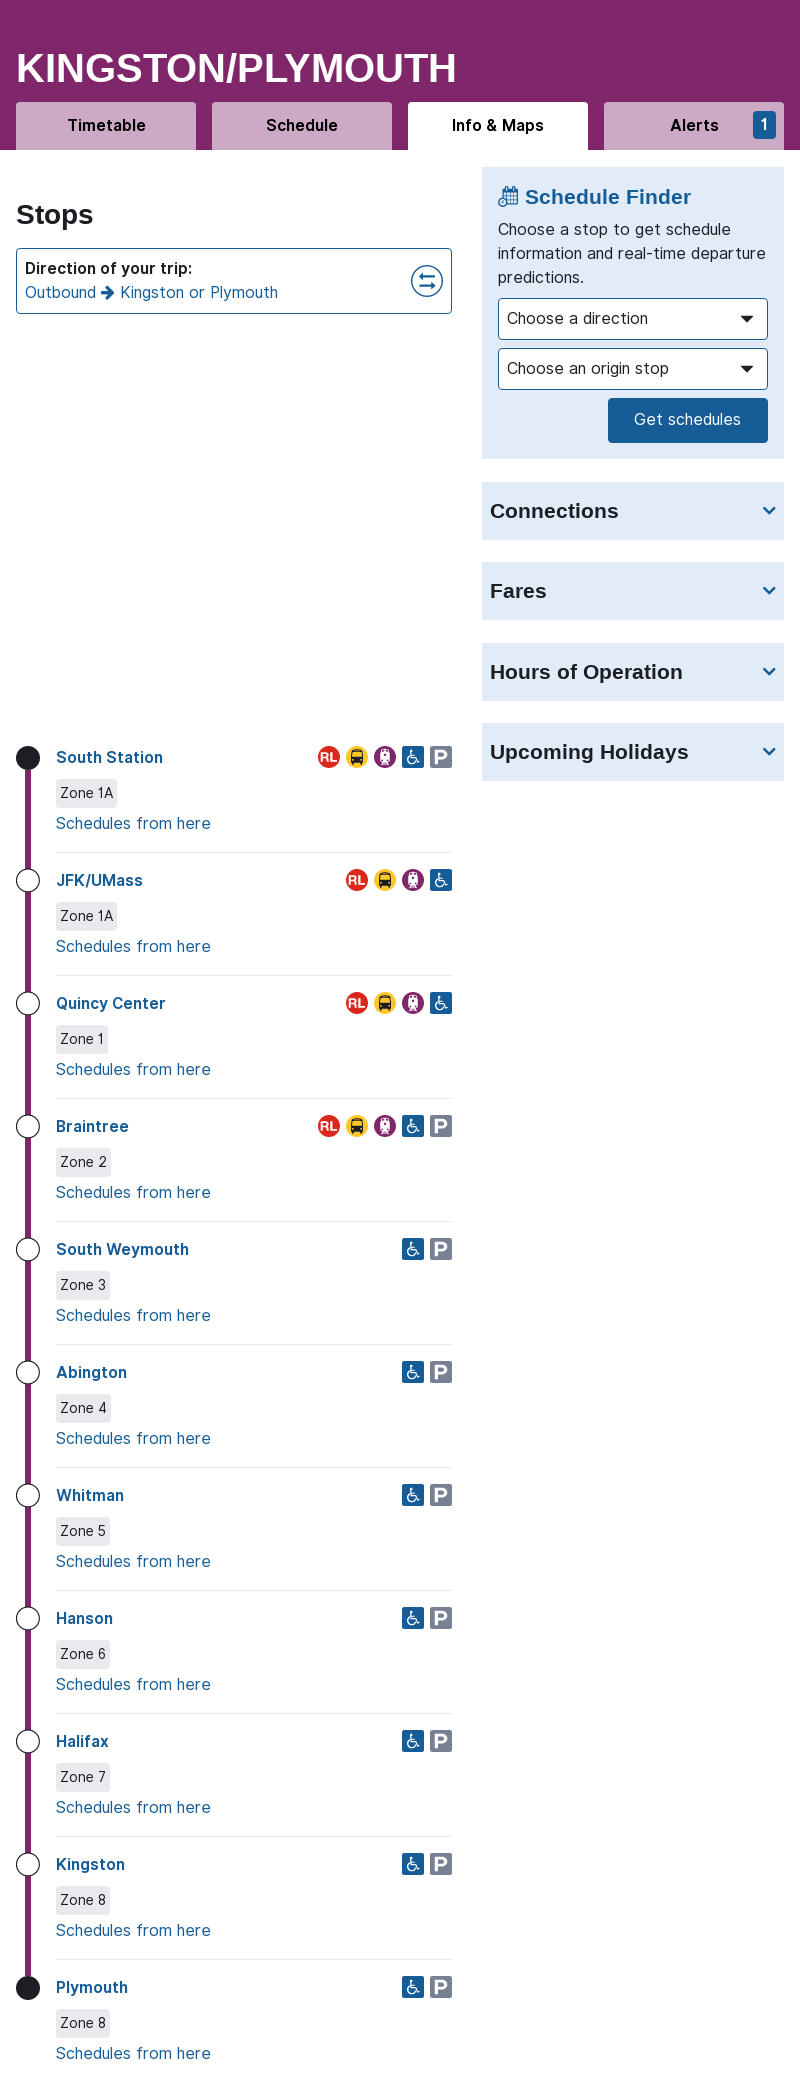 KINGSTON/PLYMOUTH
Timetable
Schedule
Info & Maps
Alerts
1
Stops
Direction of your trip:
Outbound Kingston or Plymouth
Schedule Finder
Choose a stop to get schedule
information and real-time departure
predictions.
Choose a direction
Choose an origin stop
Get schedules
Connections
Fares
Hours of Operation
Upcoming Holidays
South Station
RL
P
Zone 1A
Schedules from here
JFK/UMass
RL
Zone 1A
Schedules from here
Quincy Center
RL
Zone 1
Schedules from here
Braintree
RL
P
Zone 2
Schedules from here
South Weymouth
P
Zone 3
Schedules from here
Abington
P
Zone 4
Schedules from here
Whitman
P
Zone 5
Schedules from here
Hanson
P
Zone 6
Schedules from here
Halifax
P
Zone 7
Schedules from here
Kingston
P
Zone 8
Schedules from here
Plymouth
P
Zone 8
Schedules from here